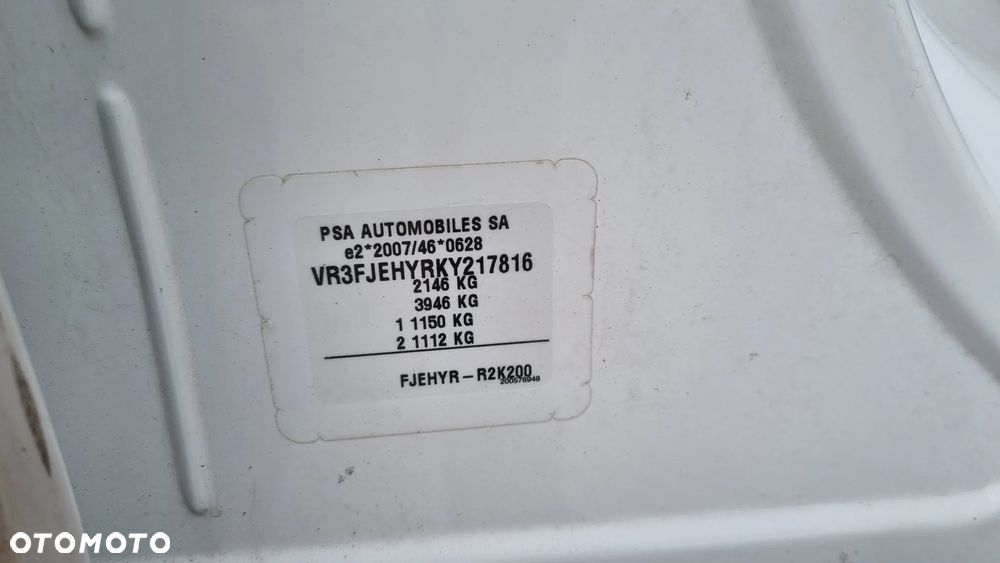 PSA AUTOMOBILES SA
e2*2007/46*0628
VR3FJEHYRKY217816
2146 KG
3946 KG
1 1150 KG
2 1112 KG
FJEHYR-R2K200
200578948
OTOMOTO